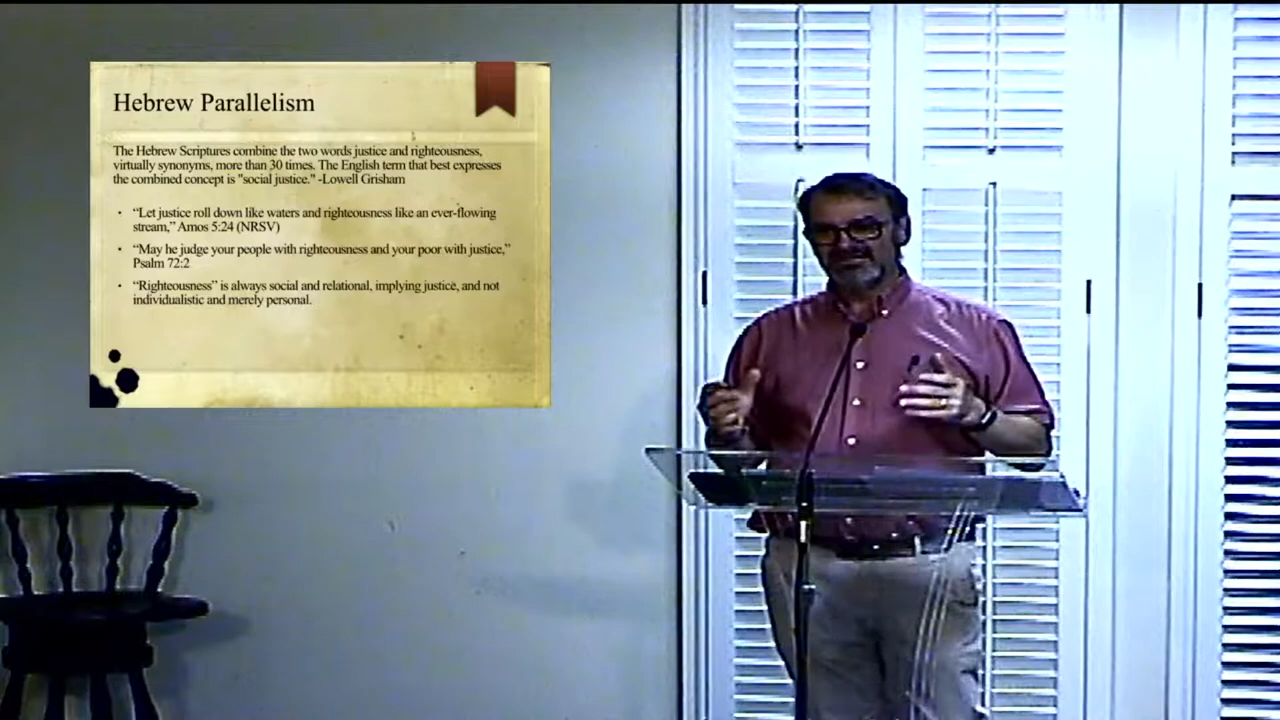 Hebrew Parallelism
The Hebrew Scriptures combine the two words justice and righteousness,
virtually synonyms, more than 30 times. The English term that best expresses
the combined concept is "social justice." -Lowell Grisham
• “Let justice roll down like waters and righteousness like an ever-flowing
stream,” Amos 5:24 (NRSV)
• “May he judge your people with righteousness and your poor with justice,”
Psalm 72:2
• “Righteousness” is always social and relational, implying justice, and not
individualistic and merely personal.